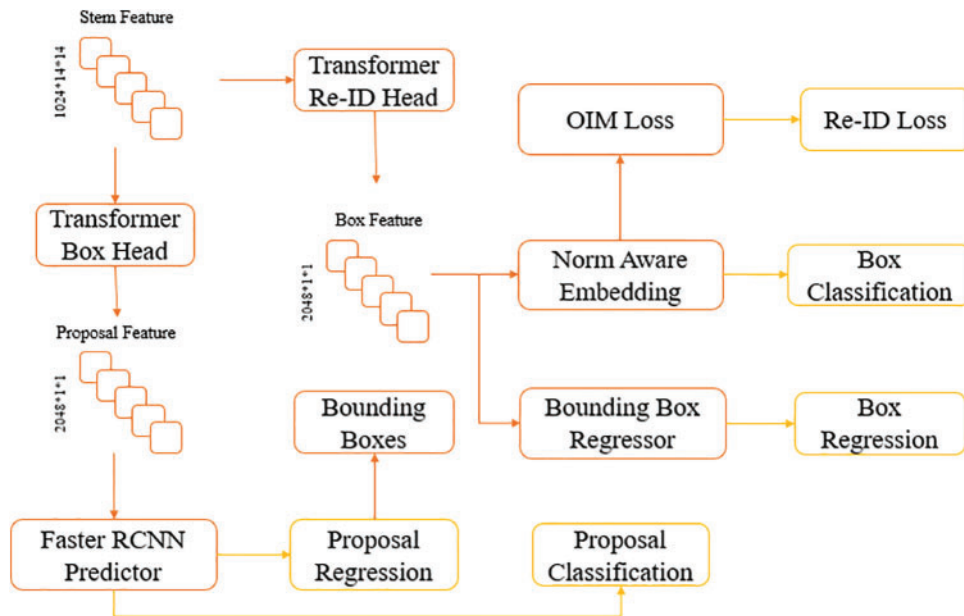 Stem Feature
1024*14*14
Transformer
Re-ID Head
OIM Loss
Re-ID Loss
Transformer
Box Head
Box Feature
2048*1*1
Norm Aware
Embedding
Box
Classification
Proposal Feature
2048*1*1
Bounding
Boxes
Bounding Box
Regressor
Box
Regression
Faster RCNN
Predictor
Proposal
Regression
Proposal
Classification